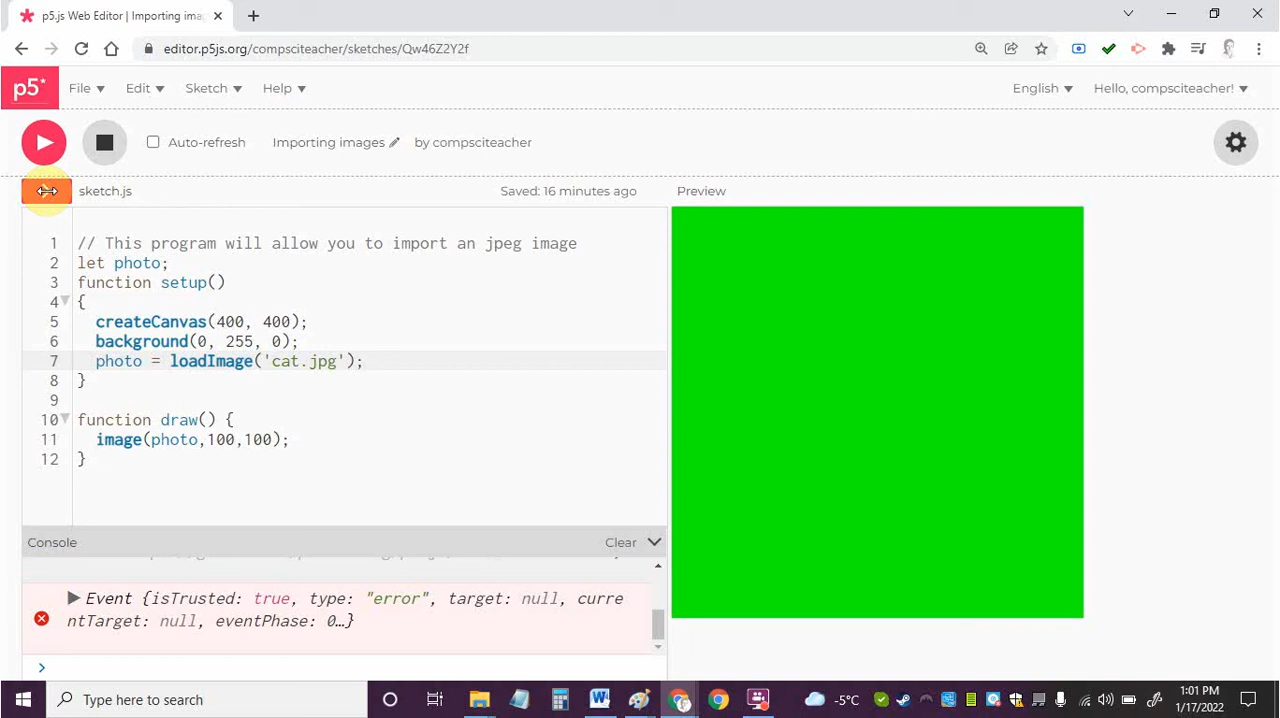 p5.js Web Editor | Importing ima
editor.p5js.org/compsciteacher/sketches/Qw46Z2Y2f
p5*
File
Edit
Sketch
Help
English
Hello, compsciteacher!
Auto-refresh
Importing images
by compsciteacher
sketch.js
Saved: 16 minutes ago
Preview
1 // This program will allow you to import an jpeg image
2 let photo;
3 function setup()
4 {
5 createCanvas(400, 400);
6 background(0, 255, 0);
7 photo = loadImage('cat.jpg');
8 }
9
10 function draw() {
11 image(photo,100,100);
12 }
Console
Clear
Event {isTrusted: true, type: "error", target: null, curre
ntTarget: null, eventPhase: 0…}
>
Type here to search
-5°C
1:01 PM
1/17/2022